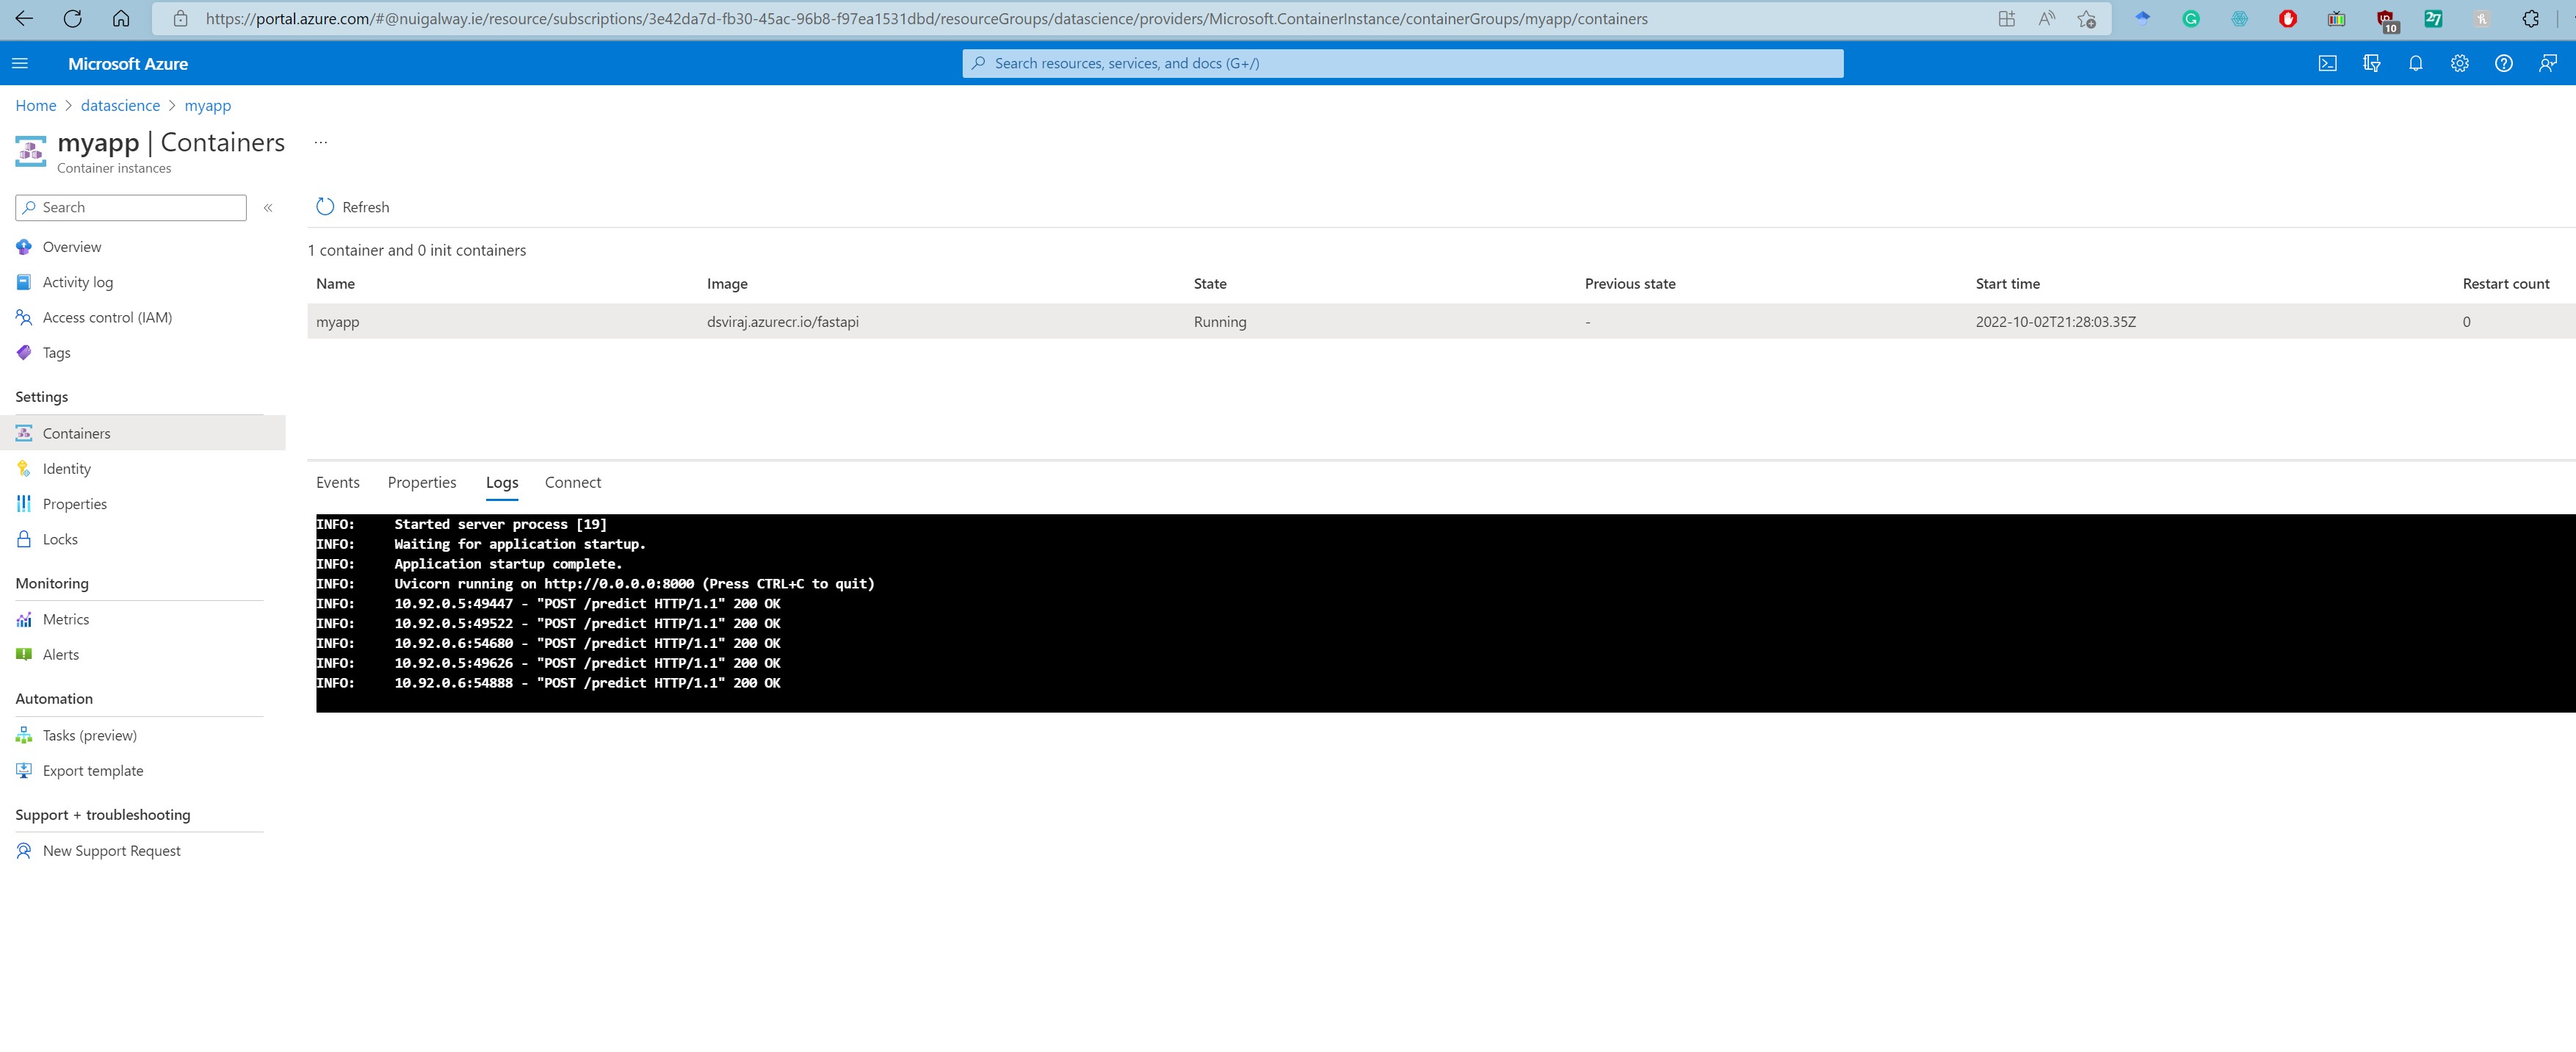 https://portal.azure.com/#@nuigalway.ie/resource/subscriptions/3e42da7d-fb30-45ac-96b8-f97ea1531dbd/resourceGroups/datascience/providers/Microsoft.ContainerInstance/containerGroups/myapp/containers
10
27
Microsoft Azure
Search resources, services, and docs (G+/)
Home > datascience > myapp
myapp | Containers ...
Container instances
Search «
Refresh
Overview
Activity log
Access control (IAM)
Tags
Settings
Containers
Identity
Properties
Locks
Monitoring
Metrics
Alerts
Automation
Tasks (preview)
Export template
Support + troubleshooting
New Support Request
1 container and 0 init containers
Name Image State Previous state Start time Restart count
myapp dsviraj.azurecr.io/fastapi Running - 2022-10-02T21:28:03.35Z 0
Events Properties Logs Connect
INFO: Started server process [19]
INFO: Waiting for application startup.
INFO: Application startup complete.
INFO: Uvicorn running on http://0.0.0.0:8000 (Press CTRL+C to quit)
INFO: 10.92.0.5:49447 - "POST /predict HTTP/1.1" 200 OK
INFO: 10.92.0.5:49522 - "POST /predict HTTP/1.1" 200 OK
INFO: 10.92.0.6:54680 - "POST /predict HTTP/1.1" 200 OK
INFO: 10.92.0.5:49626 - "POST /predict HTTP/1.1" 200 OK
INFO: 10.92.0.6:54888 - "POST /predict HTTP/1.1" 200 OK